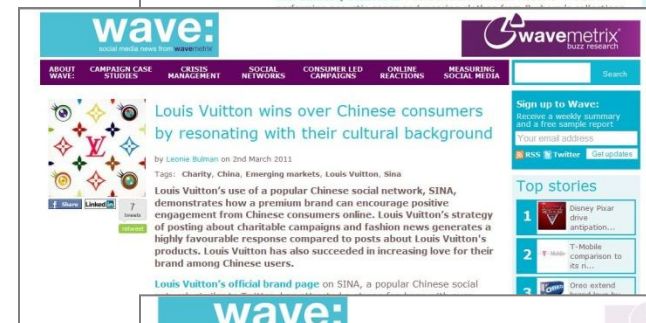 wave:
social media news from wavemetrix
wavemetrix
buzz research
ABOUT WAVE:
CAMPAIGN CASE STUDIES
CRISIS MANAGEMENT
SOCIAL NETWORKS
CONSUMER LED CAMPAIGNS
ONLINE REACTIONS
MEASURING SOCIAL MEDIA
Search
Louis Vuitton wins over Chinese consumers
by resonating with their cultural background
by Leonie Bulman on 2nd March 2011
Tags: Charity, China, Emerging markets, Louis Vuitton, Sina
f Share
LinkedIn
7
tweets
retweet
Louis Vuitton's use of a popular Chinese social network, SINA,
demonstrates how a premium brand can encourage positive
engagement from Chinese consumers online. Louis Vuitton's strategy
of posting about charitable campaigns and fashion news generates a
highly favourable response compared to posts about Louis Vuitton's
products. Louis Vuitton has also succeeded in increasing love for their
brand among Chinese users.
Louis Vuitton's official brand page on SINA, a popular Chinese social
Sign up to Wave:
Receive a weekly summary
and a free sample report
Your email address
RSS Twitter Get updates
Top stories
1
Disney Pixar
drive
antipation...
2
T-Mobile
T-Mobile
comparison to
its n...
3
Oreo
Oreo extend
wave: